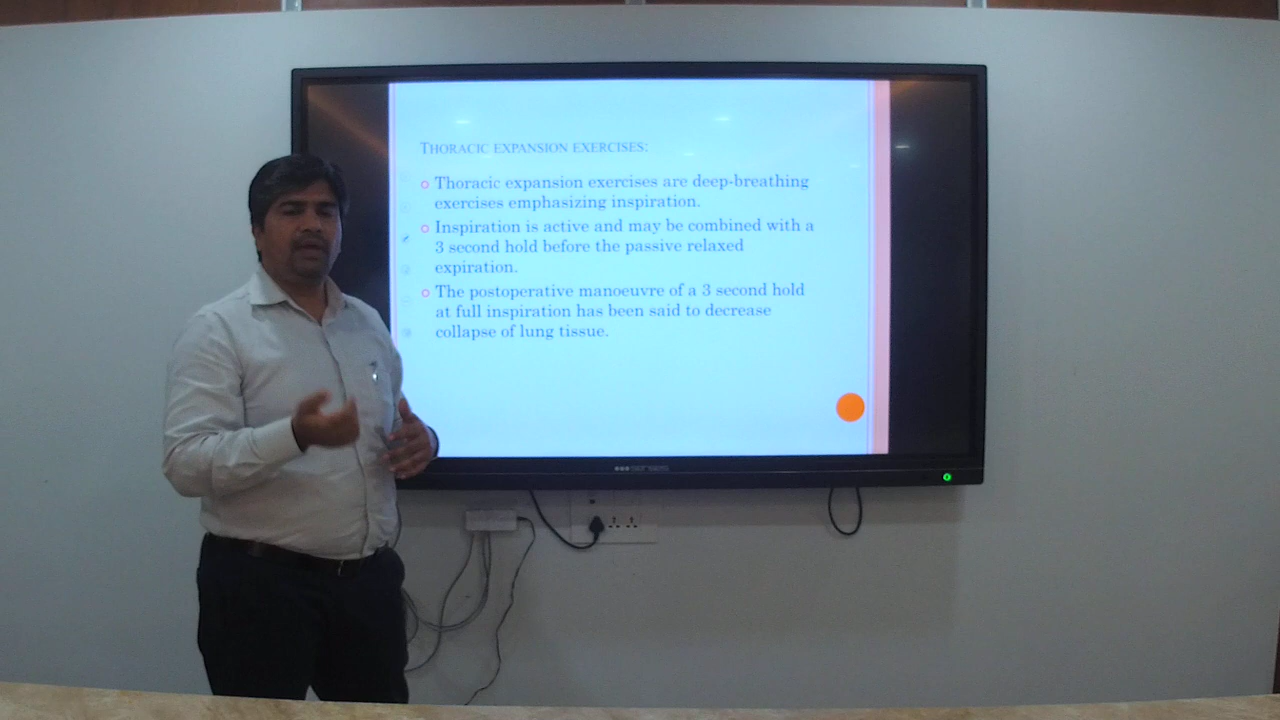 THORACIC EXPANSION EXERCISES:
Thoracic expansion exercises are deep-breathing
exercises emphasizing inspiration.
Inspiration is active and may be combined with a
3 second hold before the passive relaxed
expiration.
The postoperative manoeuvre of a 3 second hold
at full inspiration has been said to decrease
collapse of lung tissue.